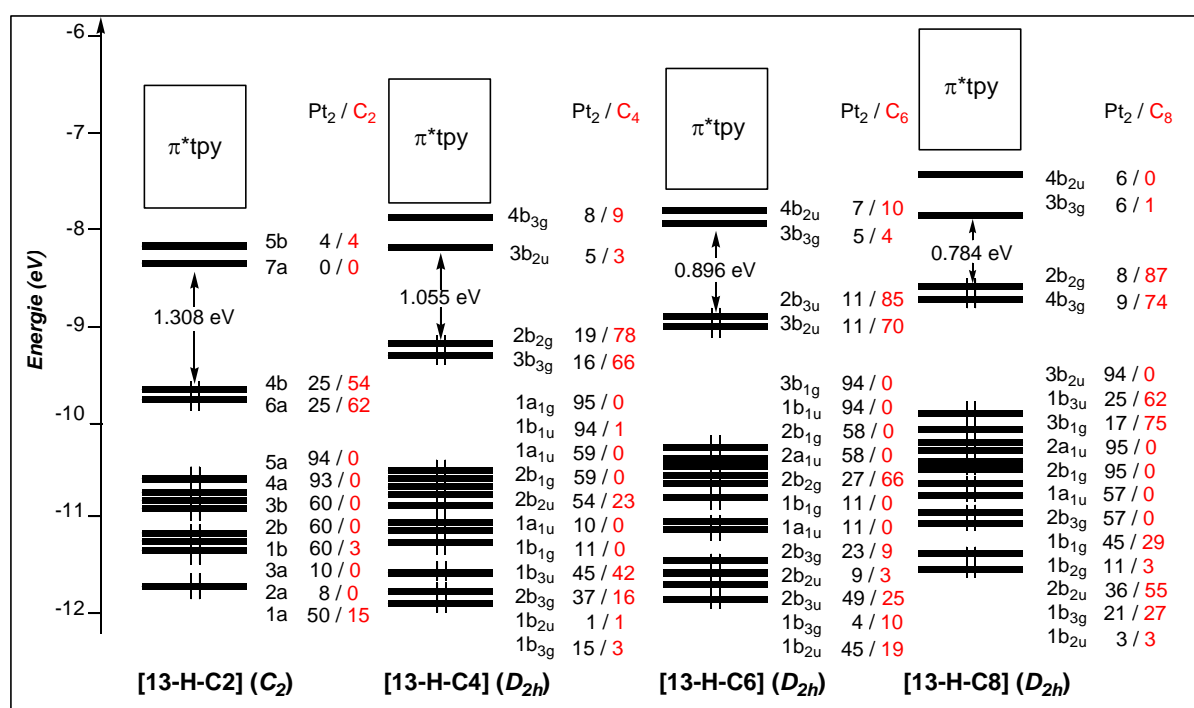 Energie (eV)
-6
-7
-8
-9
-10
-11
-12
π*tpy
Pt2 / C2
5b 4 / 4
7a 0 / 0
1.308 eV
4b 25 / 54
6a 25 / 62
5a 94 / 0
4a 93 / 0
3b 60 / 0
2b 60 / 0
1b 60 / 3
3a 10 / 0
2a 8 / 0
1a 50 / 15
[13-H-C2] (C2)
π*tpy
Pt2 / C4
4b3g 8 / 9
3b2u 5 / 3
1.055 eV
2b2g 19 / 78
3b3g 16 / 66
1a1g 95 / 0
1b1u 94 / 1
1a1u 59 / 0
2b1g 59 / 0
2b2u 54 / 23
1a1u 10 / 0
1b1g 11 / 0
1b3u 45 / 42
2b3g 37 / 16
1b2u 1 / 1
1b3g 15 / 3
[13-H-C4] (D2h)
π*tpy
Pt2 / C6
4b2u 7 / 10
3b3g 5 / 4
0.896 eV
2b3u 11 / 85
3b2u 11 / 70
3b1g 94 / 0
1b1u 94 / 0
2b1g 58 / 0
2a1u 58 / 0
2b2g 27 / 66
1b1g 11 / 0
1a1u 11 / 0
2b3g 23 / 9
2b2u 9 / 3
2b3u 49 / 25
1b3g 4 / 10
1b2u 45 / 19
[13-H-C6] (D2h)
π*tpy
Pt2 / C8
4b2u 6 / 0
3b3g 6 / 1
0.784 eV
2b2g 8 / 87
4b3g 9 / 74
3b2u 94 / 0
1b3u 25 / 62
3b1g 17 / 75
2a1u 95 / 0
2b1g 95 / 0
1a1u 57 / 0
2b3g 57 / 0
1b1g 45 / 29
1b2g 11 / 3
2b2u 36 / 55
1b3g 21 / 27
1b2u 3 / 3
[13-H-C8] (D2h)